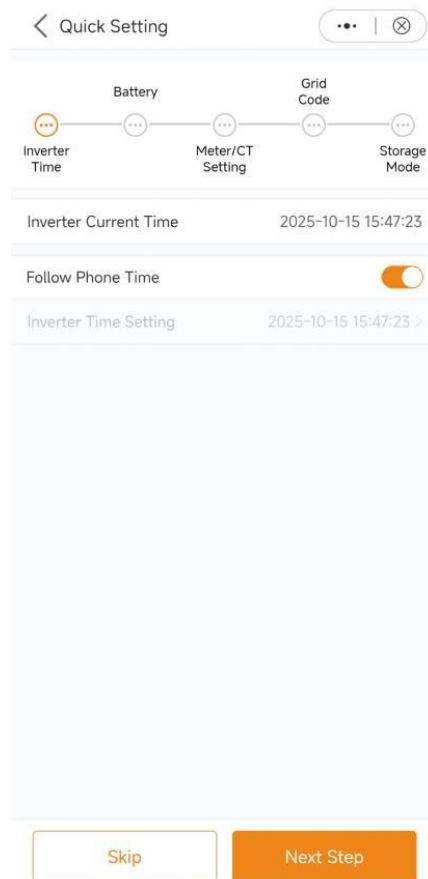 Quick Setting
Battery
Grid
Code
Inverter
Time
Meter/CT
Setting
Storage
Mode
Inverter Current Time 2025-10-15 15:47:23
Follow Phone Time
Inverter Time Setting 2025-10-15 15:47:23
Skip Next Step